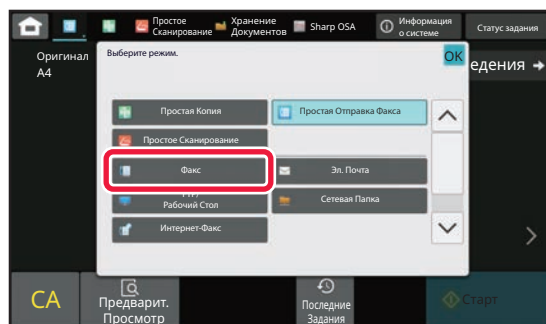 Простое
Сканирование
Хранение
Документов
Sharp OSA
Информация
о системе
Статус задания
Оригинал
A4
Выберите режим.
OK
едения
Простая Копия
Простая Отправка Факса
Простое Сканирование
Факс
Эл. Почта
Рабочий Стол
Сетевая Папка
Интернет-Факс
CA
Предварит.
Просмотр
Последние
Задания
Старт